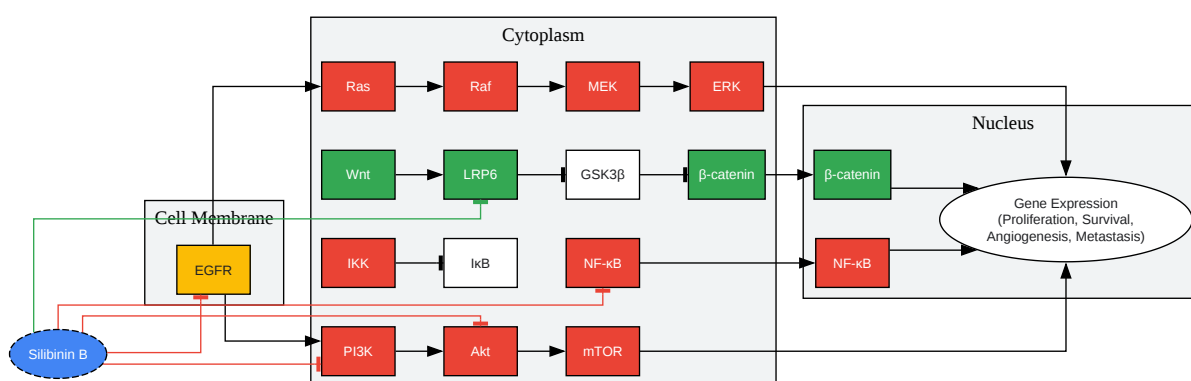 Cytoplasm
Ras
Raf
MEK
ERK
Nucleus
Wnt
LRP6
GSK3β
β-catenin
β-catenin
Cell Membrane
Gene Expression
(Proliferation, Survival,
Angiogenesis, Metastasis)
EGFR
IKK
IκB
NF-κB
NF-κB
Silibinin B
PI3K
Akt
mTOR